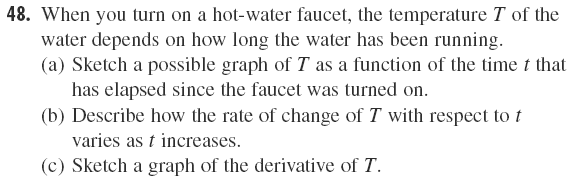 48. When you turn on a hot-water faucet, the temperature T of the
water depends on how long the water has been running.
(a) Sketch a possible graph of T as a function of the time t that
has elapsed since the faucet was turned on.
(b) Describe how the rate of change of T with respect to t
varies as t increases.
(c) Sketch a graph of the derivative of T.